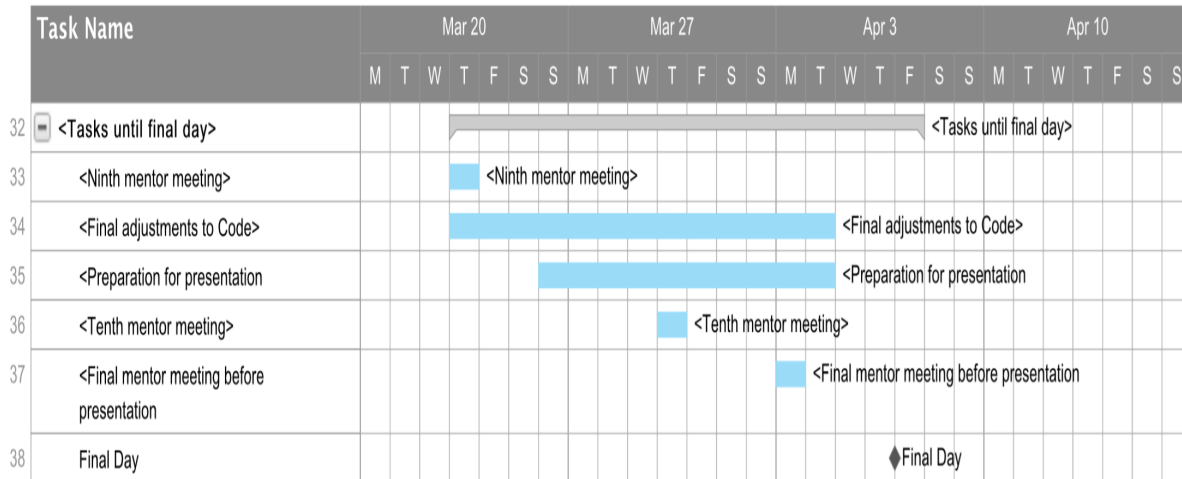 Task Name
Mar 20 Mar 27 Apr 3 Apr 10
M T W T F S S M T W T F S S M T W T F S S M T W T F S S
32 <Tasks until final day> <Tasks until final day>
33 <Ninth mentor meeting> <Ninth mentor meeting>
34 <Final adjustments to Code> <Final adjustments to Code>
35 <Preparation for presentation <Preparation for presentation
36 <Tenth mentor meeting> <Tenth mentor meeting>
37 <Final mentor meeting before <Final mentor meeting before presentation
presentation
38 Final Day Final Day